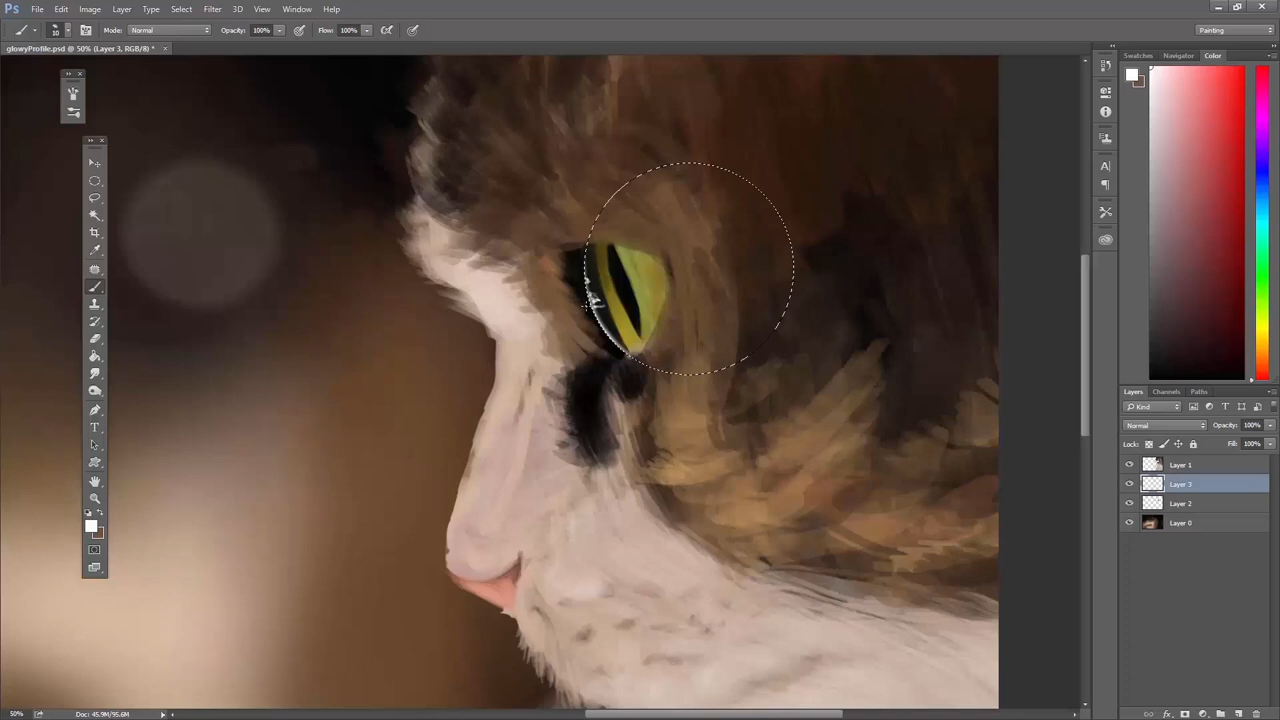 Ps File Edit Image Layer Type Select Filter 3D View Window Help
10 Mode: Normal Opacity: 100% Flow: 100% Painting
glowyProfile.psd @ 50% (Layer 3, RGB/8) * ×
Swatches Navigator Color
Layers Channels Paths
Kind
Normal Opacity: 100%
Lock: Fill: 100%
Layer 1
Layer 3
Layer 2
Layer 0
50% Doc: 45.9M/95.6M